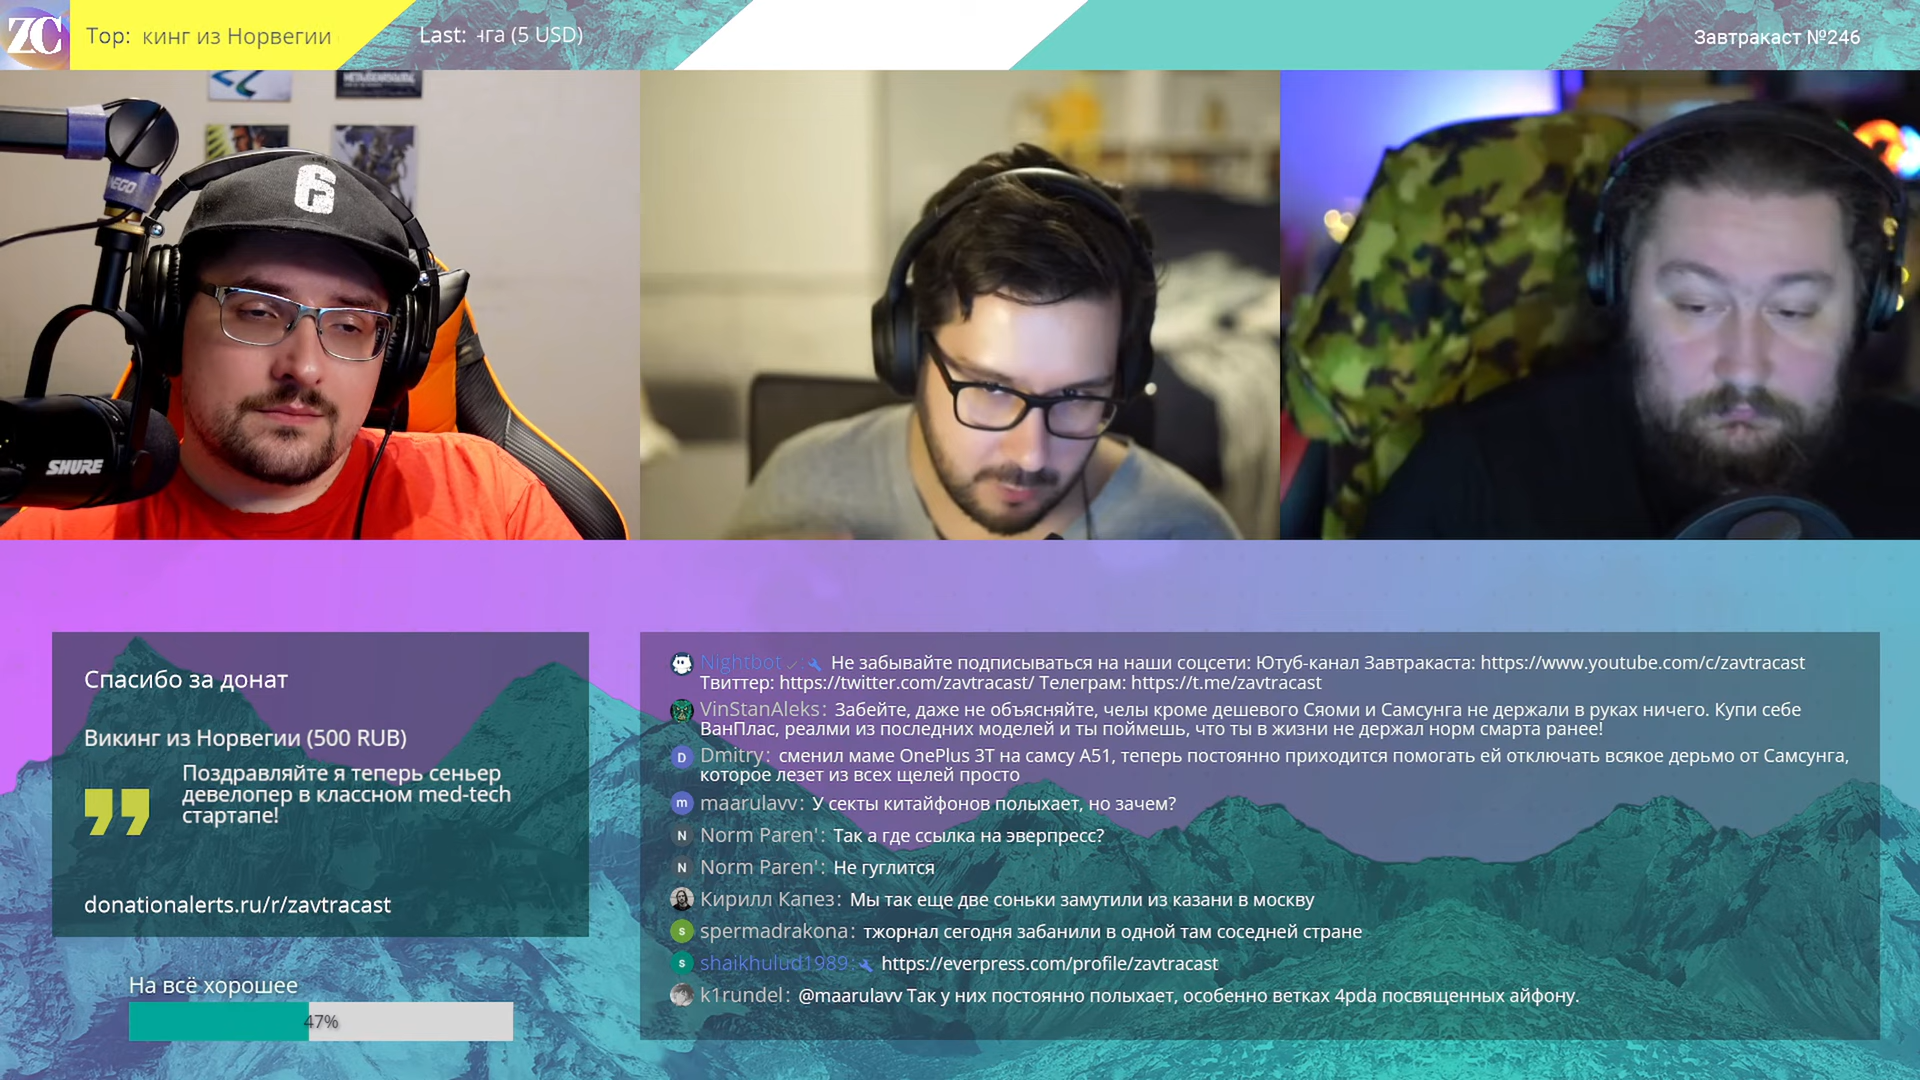 ZC
Top: кинг из Норвегии
Last: нга (5 USD)
Завтракаст №246
6
SHURE
Спасибо за донат
Викинг из Норвегии (500 RUB)
Поздравляйте я теперь сеньер
девелопер в классном med-tech
стартапе!
donationalerts.ru/r/zavtracast
На всё хорошее
47%
Nightbot: Не забывайте подписываться на наши соцсети: Ютуб-канал Завтракаста: https://www.youtube.com/c/zavtracast
Твиттер: https://twitter.com/zavtracast/ Телеграм: https://t.me/zavtracast
VinStanAleks: Забейте, даже не объясняйте, челы кроме дешевого Сяоми и Самсунга не держали в руках ничего. Купи себе
ВанПлас, реалми из последних моделей и ты поймешь, что ты в жизни не держал норм смарта ранее!
D Dmitry: сменил маме OnePlus 3T на самсу А51, теперь постоянно приходится помогать ей отключать всякое дерьмо от Самсунга,
которое лезет из всех щелей просто
m maarulavv: У секты китайфонов полыхает, но зачем?
N Norm Paren': Так а где ссылка на эверпресс?
N Norm Paren': Не гуглится
Кирилл Капез: Мы так еще две соньки замутили из казани в москву
s spermadrakona: тжорнал сегодня забанили в одной там соседней стране
s shaikhulud1989: https://everpress.com/profile/zavtracast
k1rundel: @maarulavv Так у них постоянно полыхает, особенно ветках 4pda посвященных айфону.